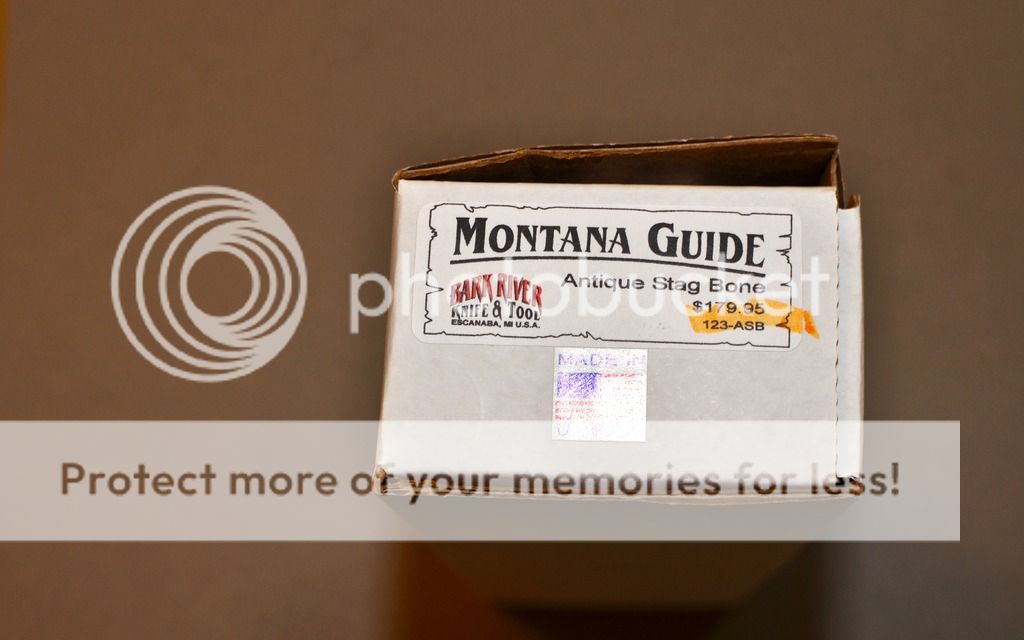 MONTANA GUIDE
Antique Stag Bone
BARK RIVER
KNIFE & TOOL
ESCANABA, MI U.S.A.
$179.95
123-ASB
MADE IN
photobucket
Protect more of your memories for less!